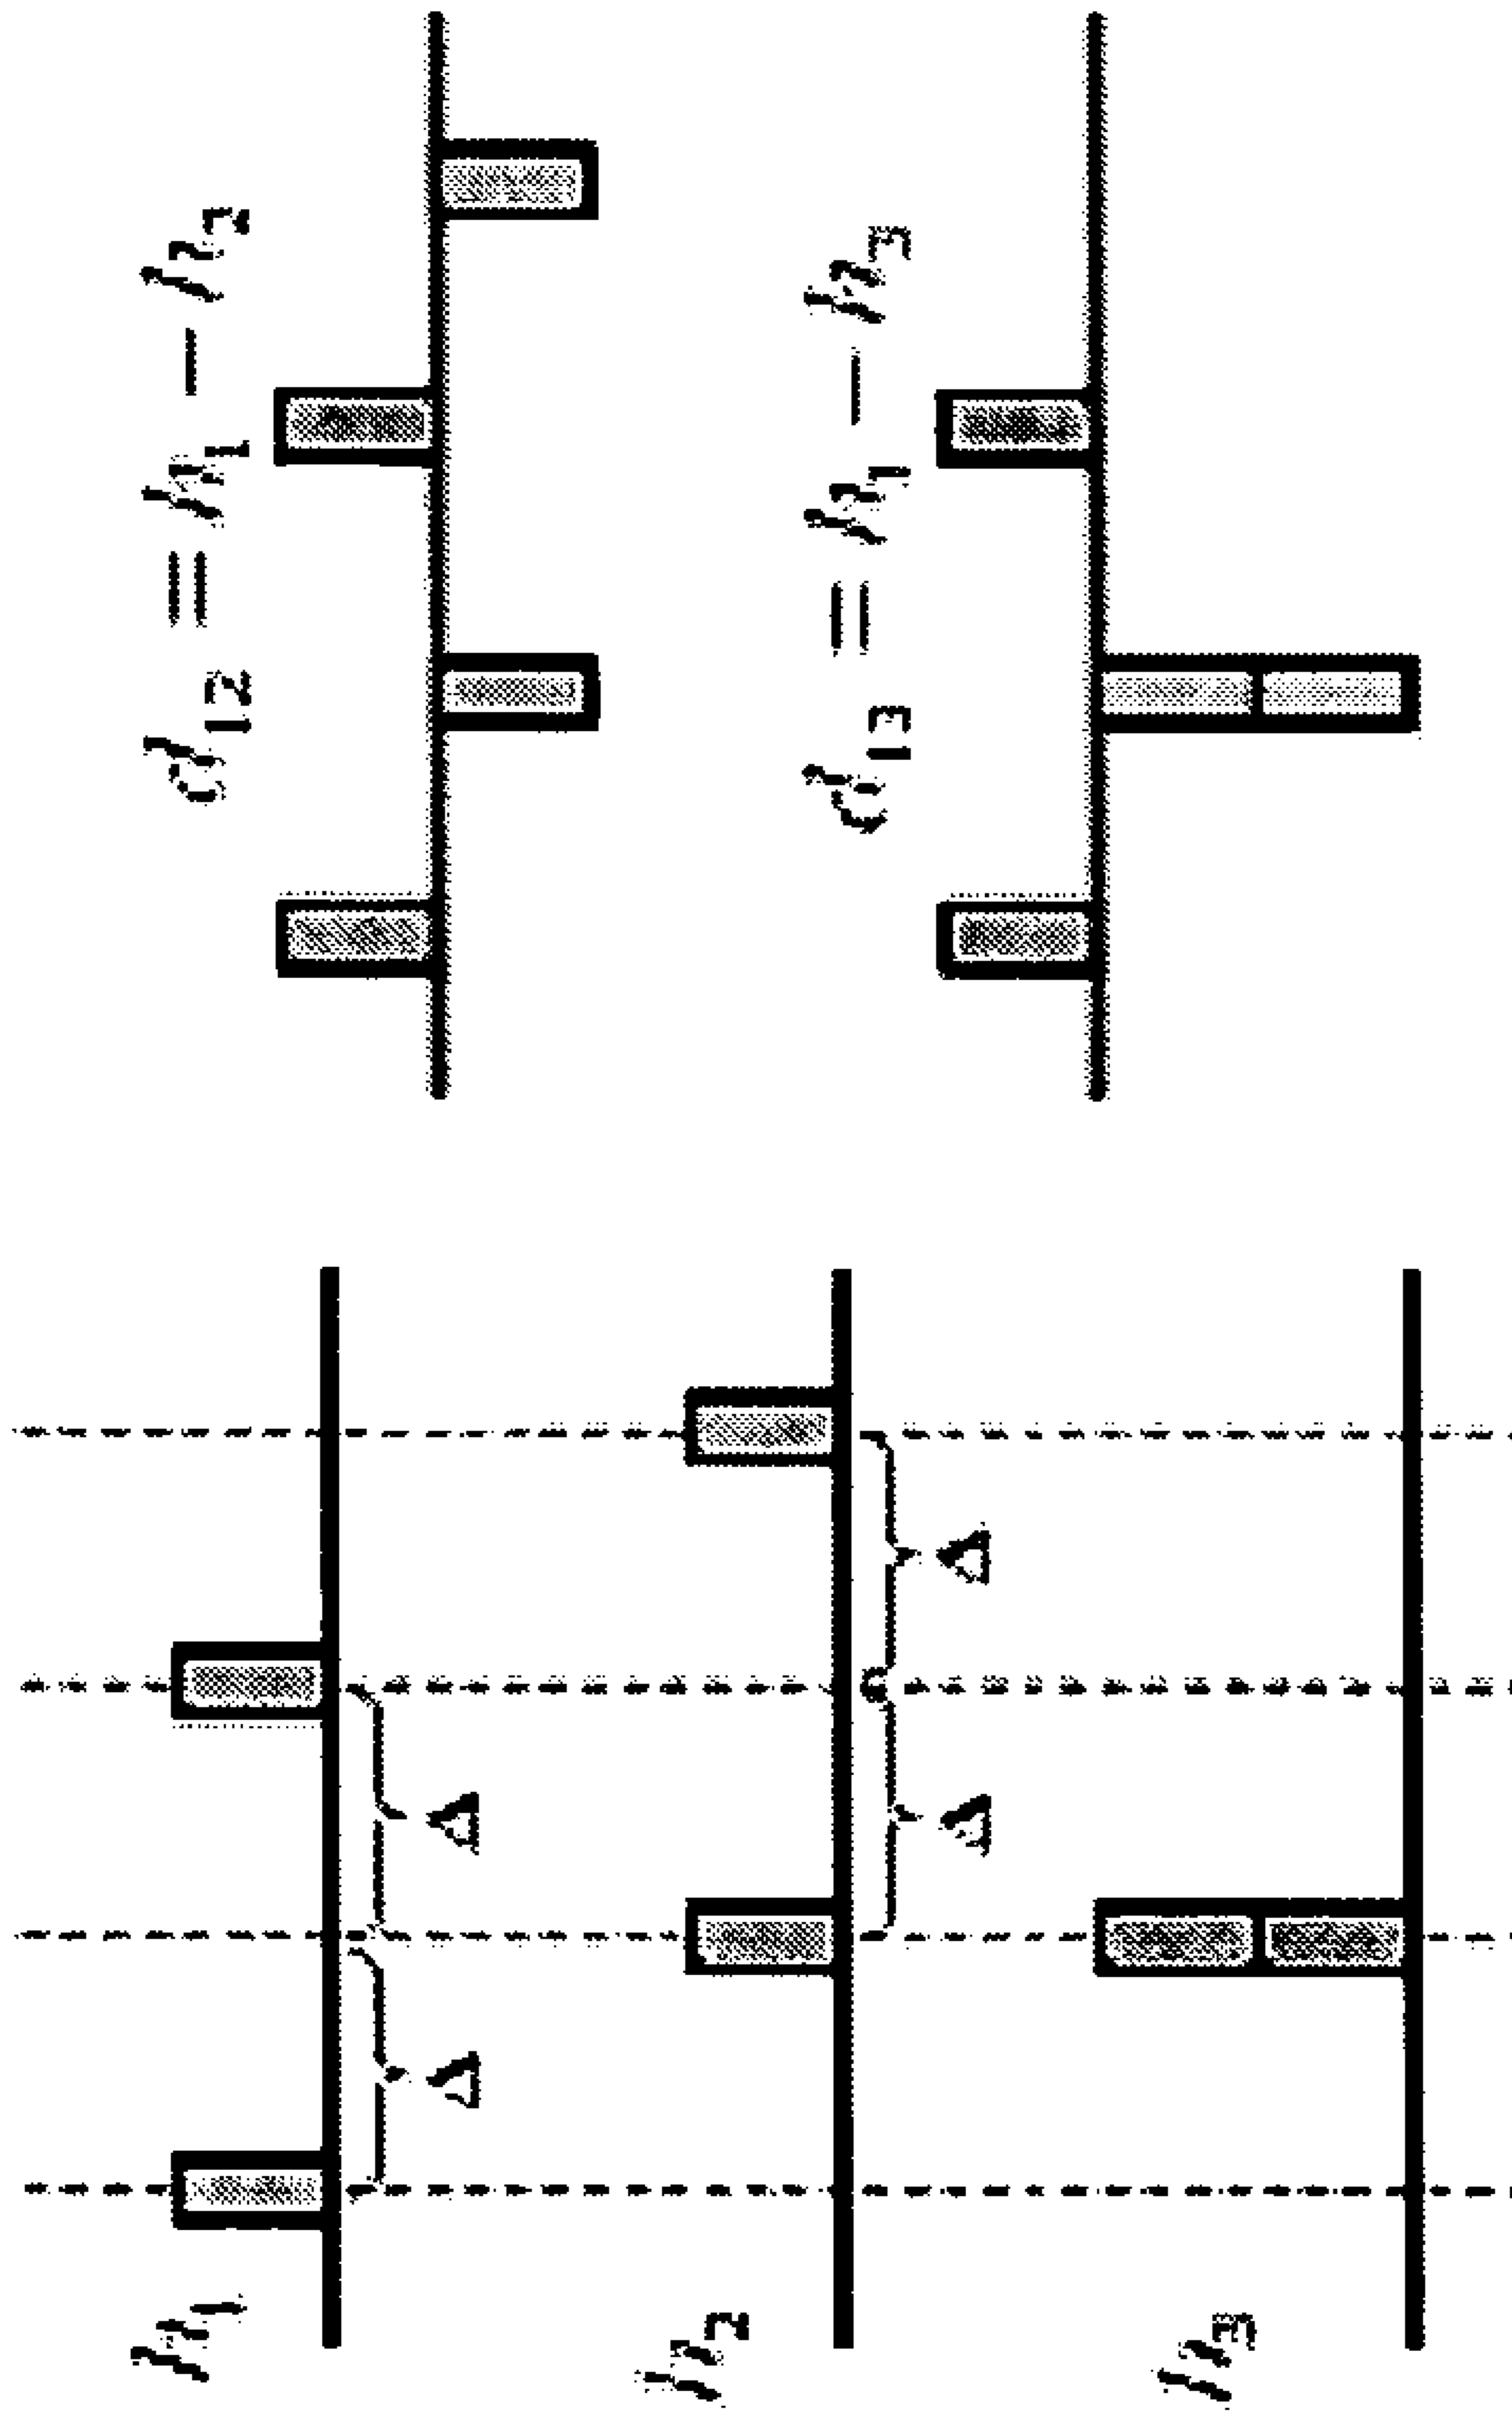 h₁
Δ
Δ
h₂
Δ
Δ
h₃
d₁₂ = h₁ − h₂
d₁₃ = h₁ − h₃